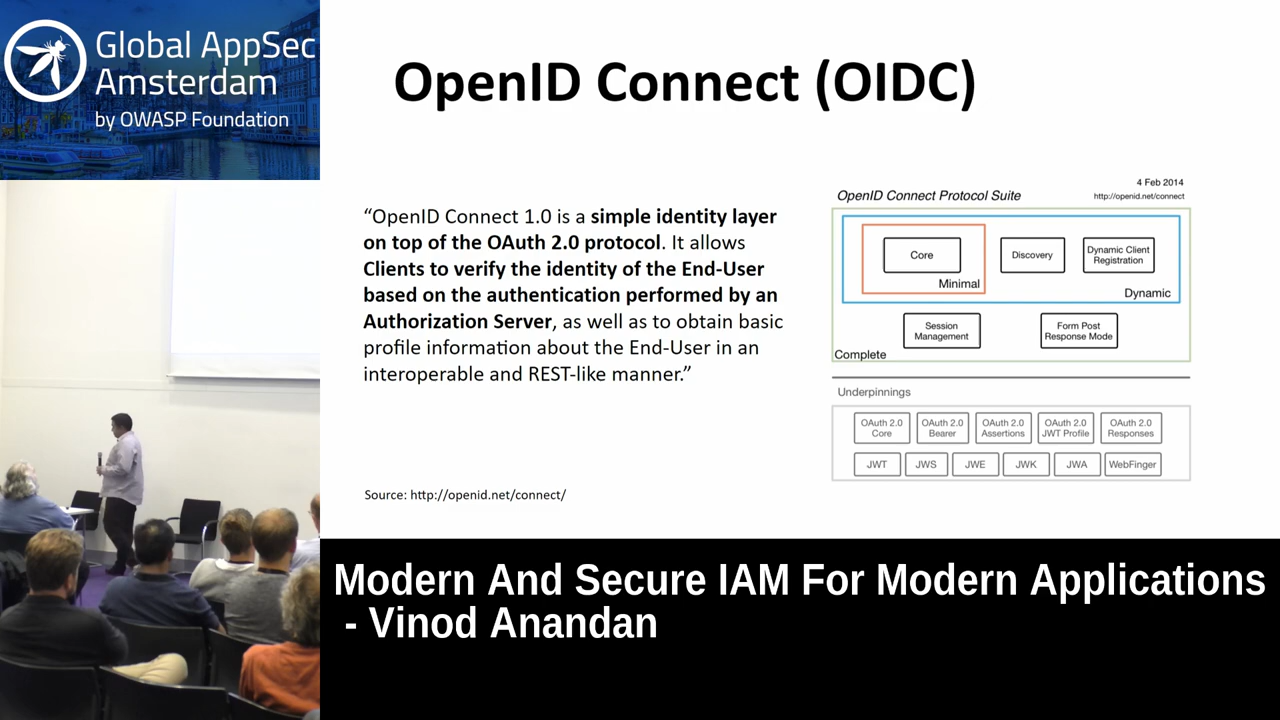 Global AppSec
Amsterdam
by OWASP Foundation
OpenID Connect (OIDC)
“OpenID Connect 1.0 is a simple identity layer
on top of the OAuth 2.0 protocol. It allows
Clients to verify the identity of the End-User
based on the authentication performed by an
Authorization Server, as well as to obtain basic
profile information about the End-User in an
interoperable and REST-like manner.”
Source: http://openid.net/connect/
4 Feb 2014
OpenID Connect Protocol Suite
http://openid.net/connect
Core
Discovery
Dynamic Client
Registration
Minimal
Dynamic
Session
Management
Form Post
Response Mode
Complete
Underpinnings
OAuth 2.0
Core
OAuth 2.0
Bearer
OAuth 2.0
Assertions
OAuth 2.0
JWT Profile
OAuth 2.0
Responses
JWT
JWS
JWE
JWK
JWA
WebFinger
Modern And Secure IAM For Modern Applications
- Vinod Anandan